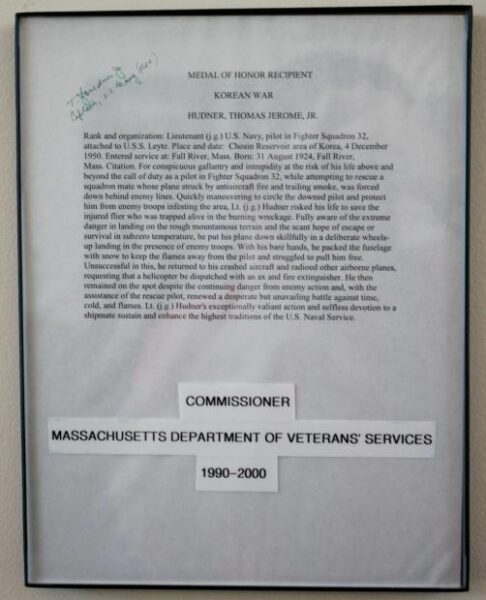 T. Hudner Jr
Captain, U.S. Navy (Ret)
MEDAL OF HONOR RECIPIENT
KOREAN WAR
HUDNER, THOMAS JEROME, JR.
Rank and organization: Lieutenant (j.g.) U.S. Navy, pilot in Fighter Squadron 32,
attached to U.S.S. Leyte. Place and date: Chosin Reservoir area of Korea, 4 December
1950. Entered service at: Fall River, Mass. Born: 31 August 1924, Fall River,
Mass. Citation. For conspicuous gallantry and intrepidity at the risk of his life above and
beyond the call of duty as a pilot in Fighter Squadron 32, while attempting to rescue a
squadron mate whose plane struck by antiaircraft fire and trailing smoke, was forced
down behind enemy lines. Quickly maneuvering to circle the downed pilot and protect
him from enemy troops infesting the area, Lt. (j.g.) Hudner risked his life to save the
injured flier who was trapped alive in the burning wreckage. Fully aware of the extreme
danger in landing on the rough mountainous terrain and the scant hope of escape or
survival in subzero temperature, he put his plane down skillfully in a deliberate wheels-
up landing in the presence of enemy troops. With his bare hands, he packed the fuselage
with snow to keep the flames away from the pilot and struggled to pull him free.
Unsuccessful in this, he returned to his crashed aircraft and radioed other airborne planes,
requesting that a helicopter be dispatched with an ax and fire extinguisher. He then
remained on the spot despite the continuing danger from enemy action and, with the
assistance of the rescue pilot, renewed a desperate but unavailing battle against time,
cold, and flames. Lt. (j.g.) Hudner's exceptionally valiant action and selfless devotion to a
shipmate sustain and enhance the highest traditions of the U.S. Naval Service.
COMMISSIONER
MASSACHUSETTS DEPARTMENT OF VETERANS' SERVICES
1990-2000